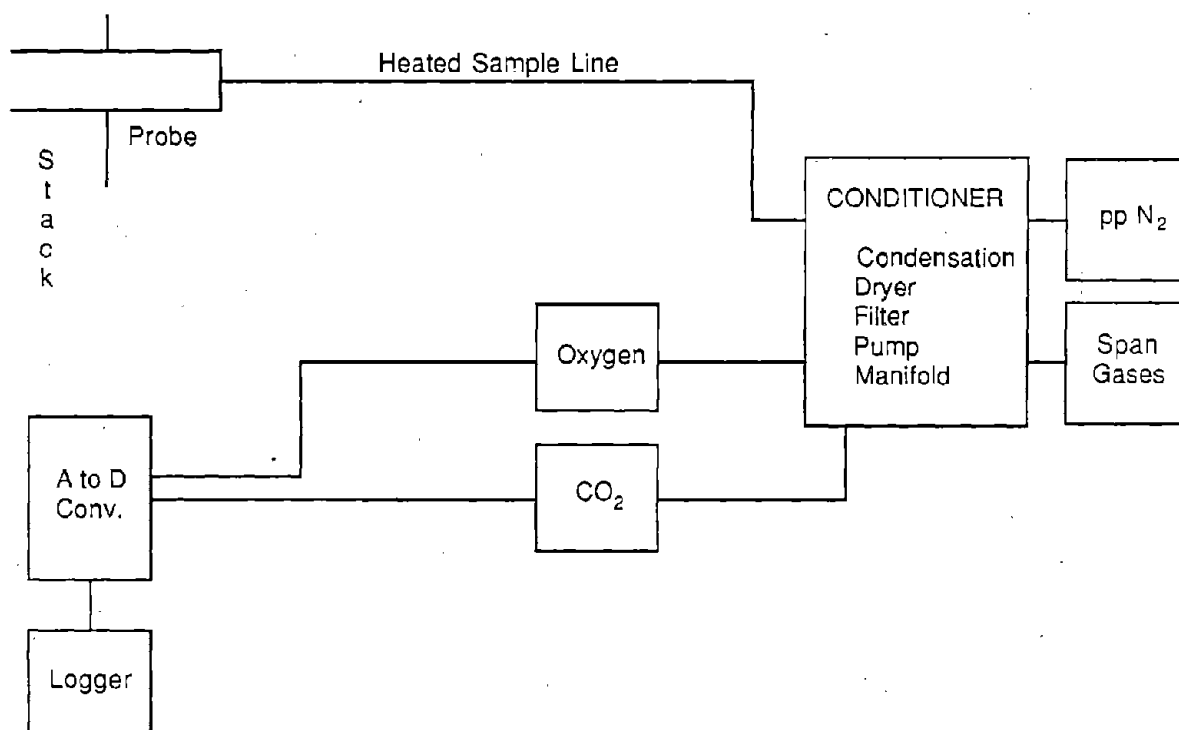 Heated Sample Line
Probe
Stack
CONDITIONER
Condensation
Dryer
Filter
Pump
Manifold
pp N₂
Span
Gases
Oxygen
CO₂
A to D
Conv.
Logger